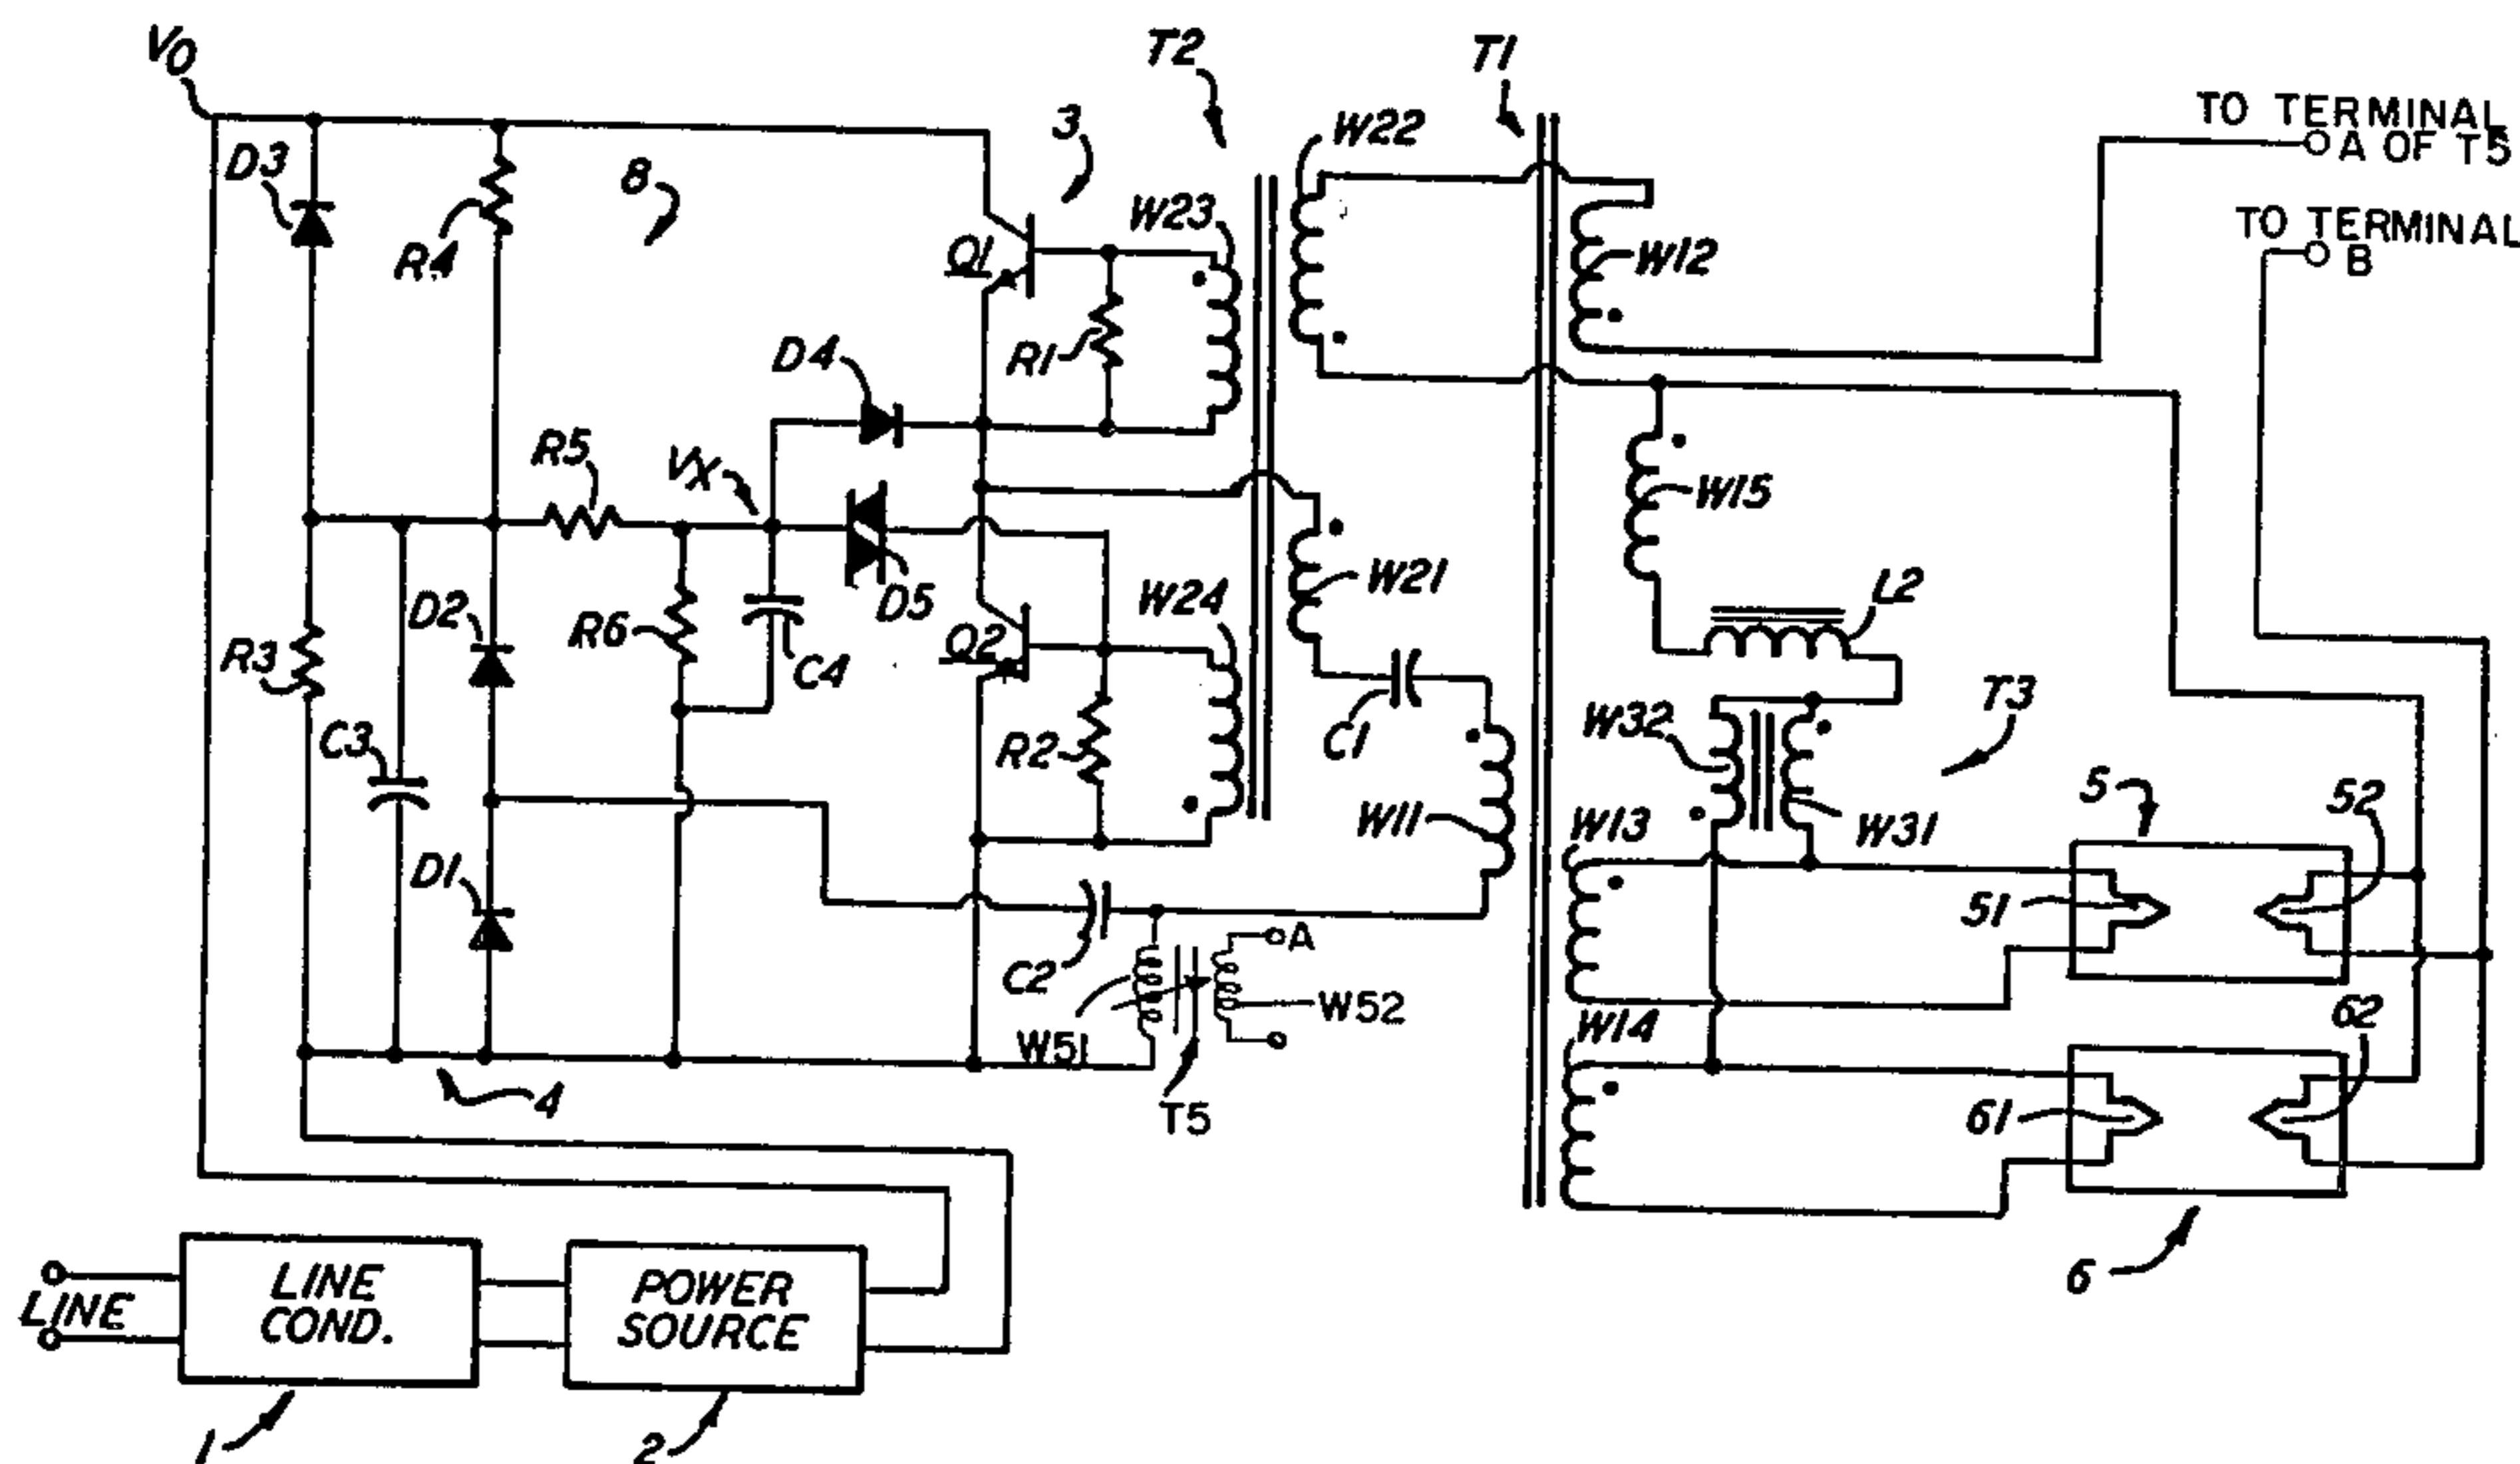 VO
T2
T1
TO TERMINAL
A OF T5
TO TERMINAL
B
D3
R4
8
3
W22
W23
Q1
R1
W12
D4
R5
VX
W15
D5
W24
W21
L2
D2
R3
R6
C4
Q2
R2
C1
W32
T3
C3
W11
W13
W31
5
52
D1
51
C2
A
W51
W52
W14
62
4
T5
61
6
LINE
LINE
COND.
POWER
SOURCE
1
2